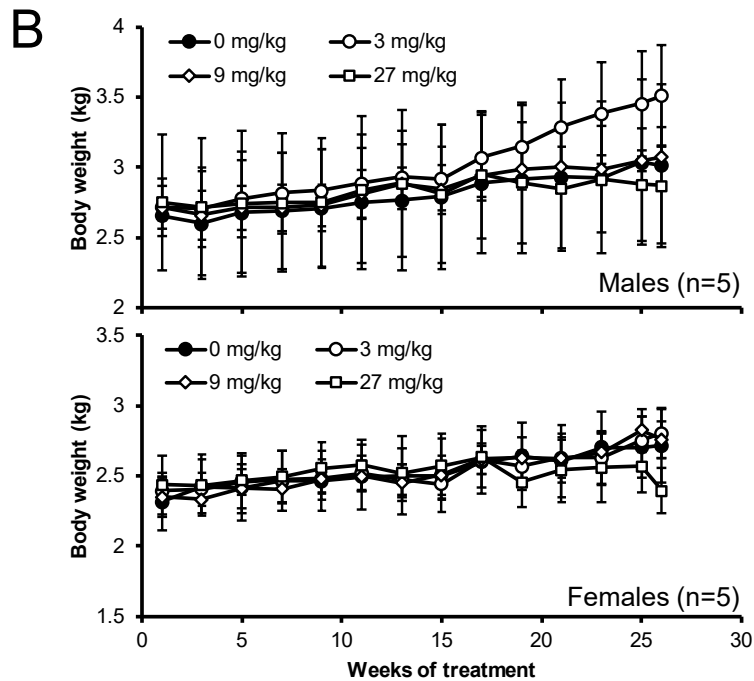 B
4
0 mg/kg 3 mg/kg
9 mg/kg 27 mg/kg
3.5
Body weight (kg)
3
2.5
2
Males (n=5)
3.5
0 mg/kg 3 mg/kg
9 mg/kg 27 mg/kg
3
Body weight (kg)
2.5
2
1.5
Females (n=5)
0 5 10 15 20 25 30
Weeks of treatment